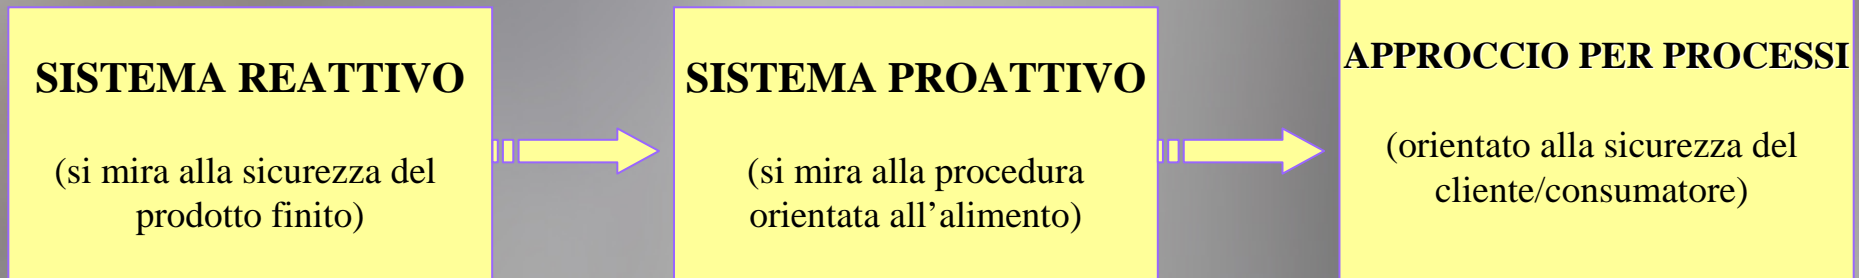 SISTEMA REATTIVO
(si mira alla sicurezza del
prodotto finito)
SISTEMA PROATTIVO
(si mira alla procedura
orientata all’alimento)
APPROCCIO PER PROCESSI
(orientato alla sicurezza del
cliente/consumatore)